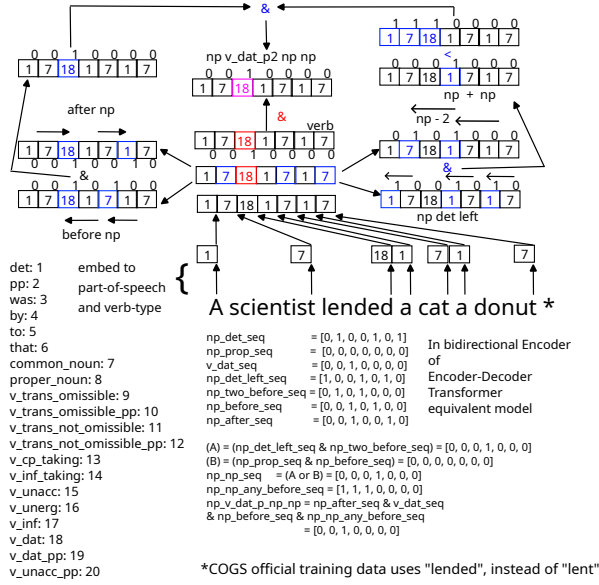 &
0 0 1 0 0 0 0
1 7 18 1 7 1 7
np v_dat_p2 np np
0 0 1 0 0 0 0
1 7 18 1 7 1 7
1 1 1 0 0 0 0
1 7 18 1 7 1 7
<
0 0 0 1 0 0 0
1 7 18 1 7 1 7
np + np
after np
1 7 18 1 7 1 7
0 0 1 0 0 1 0
&
0 0 1 0 1 0 0
1 7 18 1 7 1 7
before np
&
verb
1 7 18 1 7 1 7
0 0 1 0 0 0 0
1 7 18 1 7 1 7
1 7 18 1 7 1 7
np - 2
0 1 0 1 0 0 0
1 7 18 1 7 1 7
&
1 0 0 1 0 1 0
1 7 18 1 7 1 7
np det left
1 7 18 1 7 1 7
A scientist lended a cat a donut *
embed to
part-of-speech
and verb-type
{
det: 1
pp: 2
was: 3
by: 4
to: 5
that: 6
common_noun: 7
proper_noun: 8
v_trans_omissible: 9
v_trans_omissible_pp: 10
v_trans_not_omissible: 11
v_trans_not_omissible_pp: 12
v_cp_taking: 13
v_inf_taking: 14
v_unacc: 15
v_unerg: 16
v_inf: 17
v_dat: 18
v_dat_pp: 19
v_unacc_pp: 20
np_det_seq = [0, 1, 0, 0, 1, 0, 1]
np_prop_seq = [0, 0, 0, 0, 0, 0, 0]
v_dat_seq = [0, 0, 1, 0, 0, 0, 0]
np_det_left_seq = [1, 0, 0, 1, 0, 1, 0]
np_two_before_seq = [0, 1, 0, 1, 0, 0, 0]
np_before_seq = [0, 0, 1, 0, 1, 0, 0]
np_after_seq = [0, 0, 1, 0, 0, 1, 0]
In bidirectional Encoder
of
Encoder-Decoder
Transformer
equivalent model
(A) = (np_det_left_seq & np_two_before_seq) = [0, 0, 0, 1, 0, 0, 0]
(B) = (np_prop_seq & np_before_seq) = [0, 0, 0, 0, 0, 0, 0]
np_np_seq = (A or B) = [0, 0, 0, 1, 0, 0, 0]
np_np_any_before_seq = [1, 1, 1, 0, 0, 0, 0]
np_v_dat_p_np_np = np_after_seq & v_dat_seq
& np_before_seq & np_np_any_before_seq
= [0, 0, 1, 0, 0, 0, 0]
*COGS official training data uses "lended", instead of "lent"